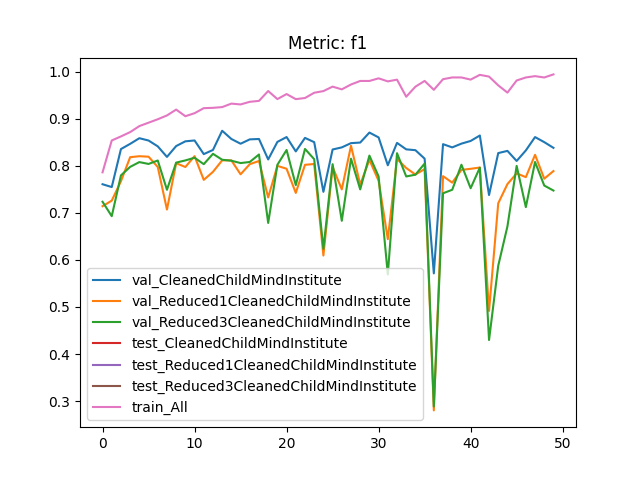 Metric: f1
1.0
0.9
0.8
0.7
0.6
0.5
0.4
0.3
val_CleanedChildMindInstitute
val_Reduced1CleanedChildMindInstitute
val_Reduced3CleanedChildMindInstitute
test_CleanedChildMindInstitute
test_Reduced1CleanedChildMindInstitute
test_Reduced3CleanedChildMindInstitute
train_All
0 10 20 30 40 50